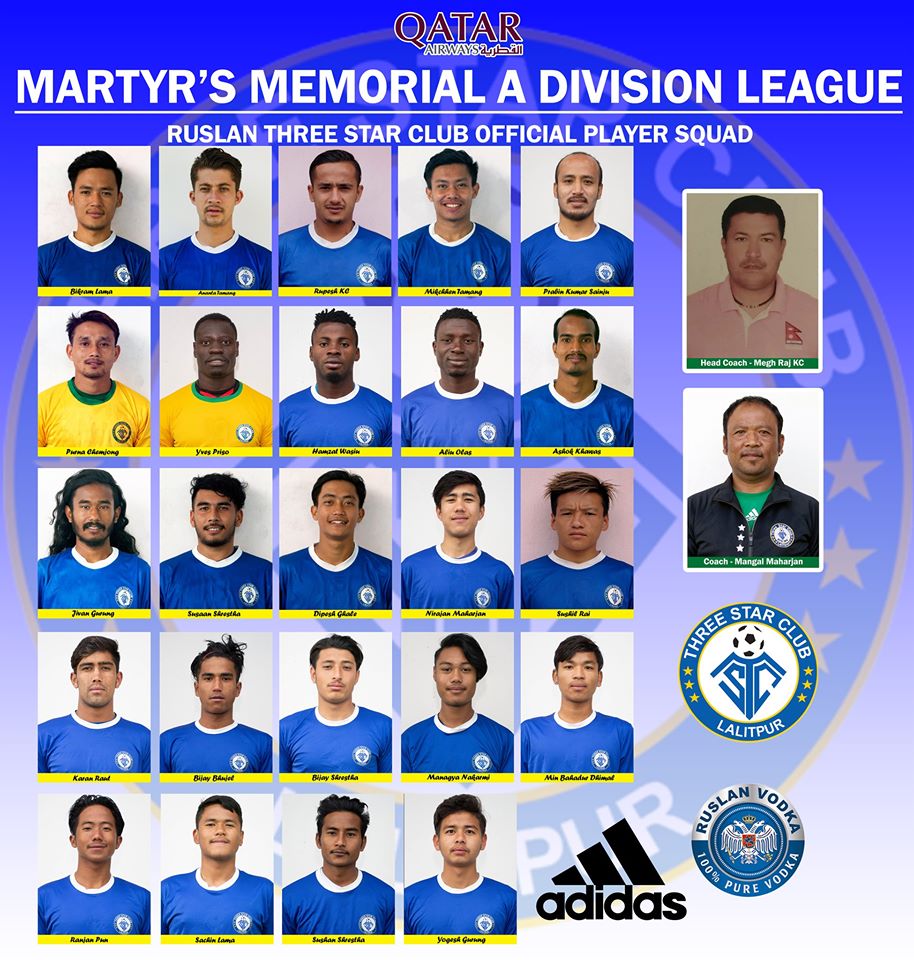 QATAR
AIRWAYS القطرية
MARTYR'S MEMORIAL A DIVISION LEAGUE
RUSLAN THREE STAR CLUB OFFICIAL PLAYER SQUAD
Bikram Lama
Ananta Tamang
Rupesh KC
Mikchhen Tamang
Prabin Kumar Sainju
Head Coach - Megh Raj KC
Purna Chemjong
Yves Priso
Hamzat Wasiu
Aliu Olas
Ashok Khawas
Coach - Mangal Maharjan
Jivan Gurung
Susaan Shrestha
Dipesh Ghale
Nirajan Maharjan
Sushil Rai
THREE STAR CLUB
STC
LALITPUR
Karan Raut
Bijay Bhujel
Bijay Shrestha
Managya Nakarmi
Min Bahadur Dhimal
RUSLAN VODKA
100% PURE VODKA
adidas
Ranjan Pun
Sachin Lama
Sushan Shrestha
Yogesh Gurung